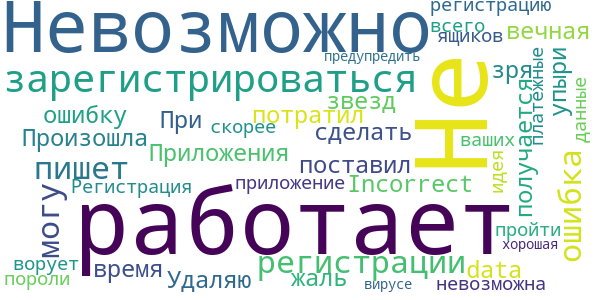 Невозможно
регистрацию
всего
ящиков
вечная
предупредить
зарегистрироваться
Не
зря
упыри
платёжные
данные
получается
звезд
ошибку
При
потратил
Произошла
скорее
сделать
ваших
Приложения
пишет
поставил
идея
ошибка
могу
Регистрация
приложение
Incorrect
работает
пройти
хорошая
регистрации
data
ворует
время
пороли
Удаляю
жаль
вирусе
невозможна